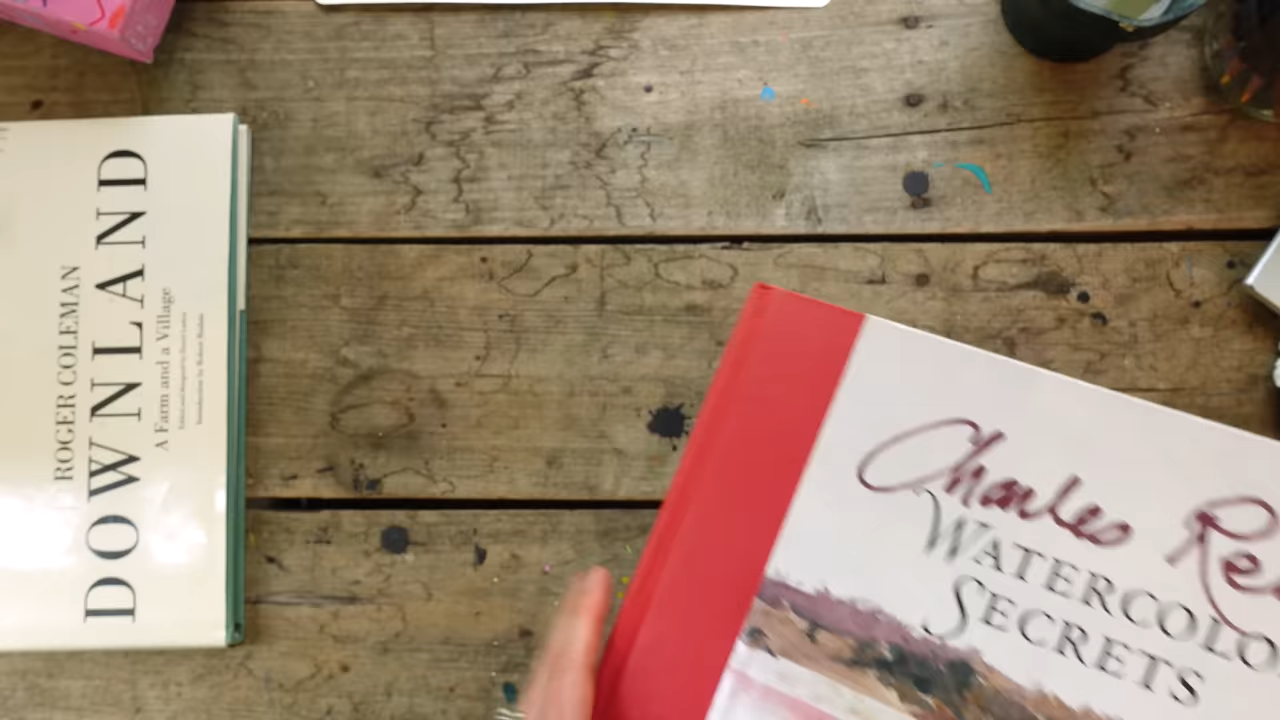 ROGER COLEMAN
DOWNLAND
A Farm and a Village
Charles Re
WATERCOLO
SECRETS